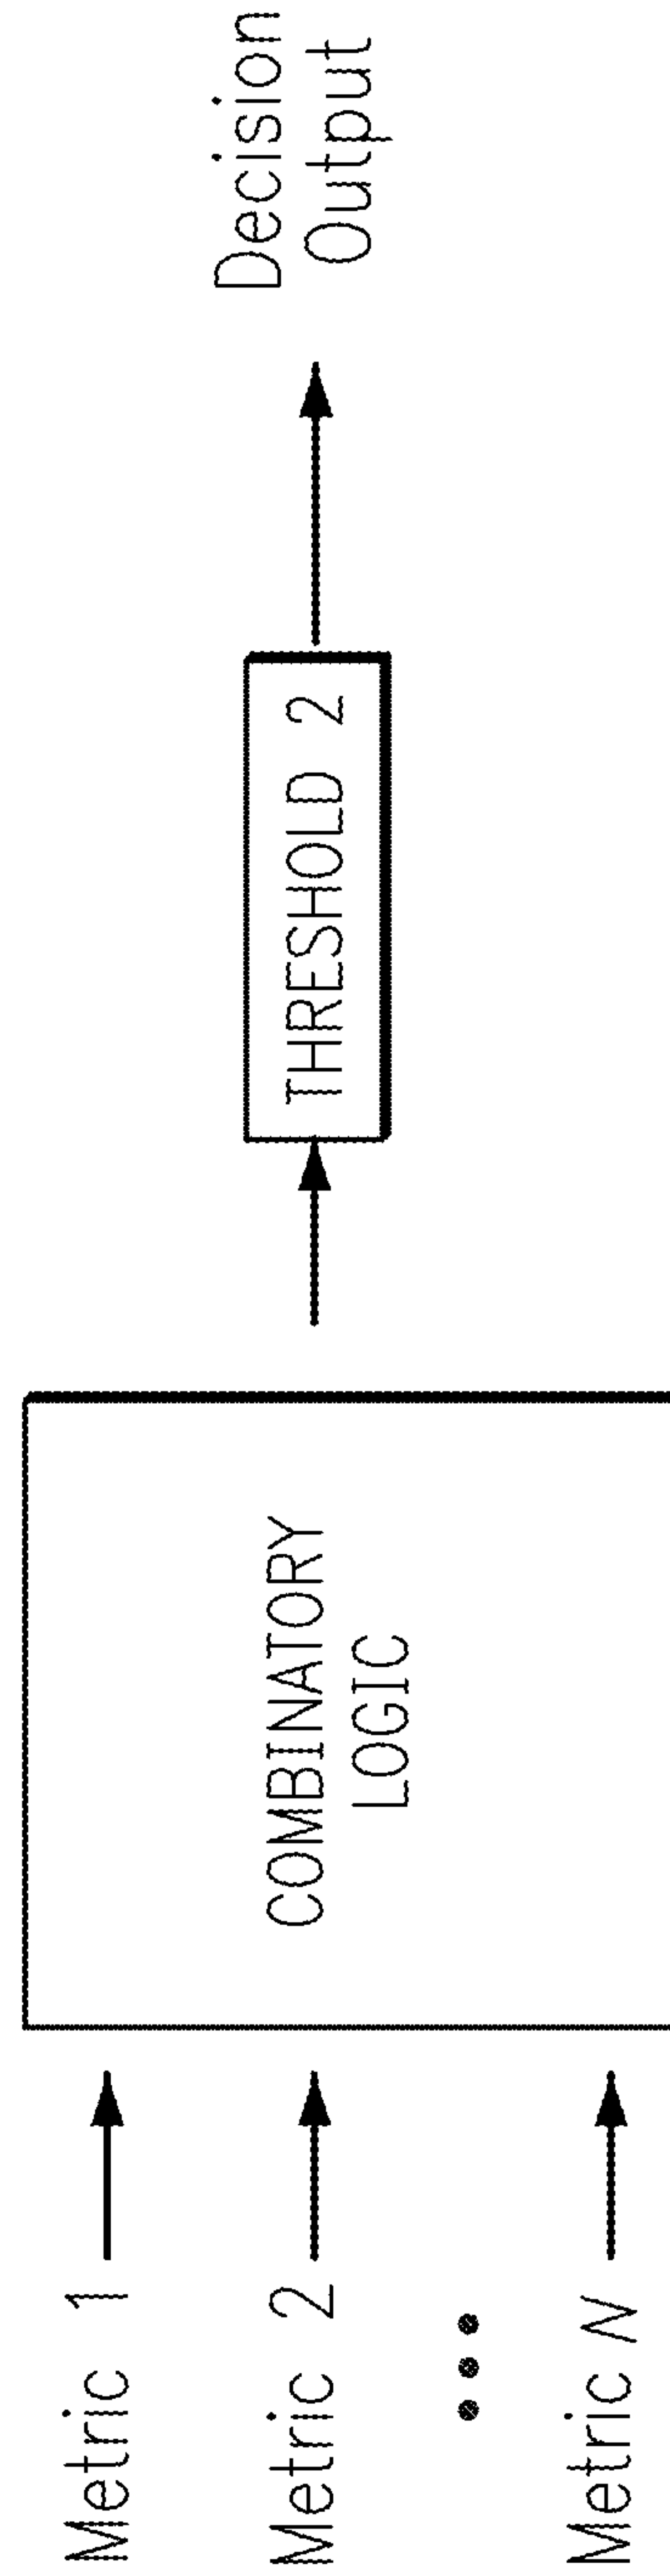 Metric 1
Metric 2
•••
Metric N
COMBINATORY
LOGIC
THRESHOLD 2
Decision
Output